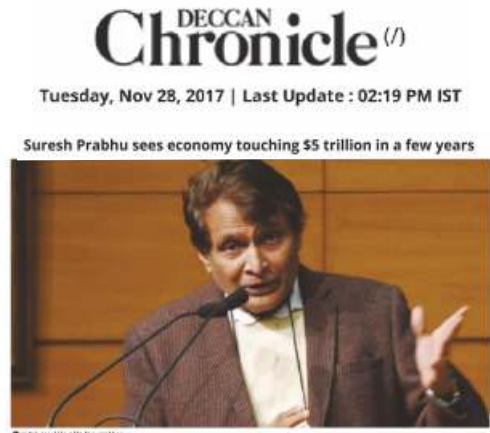 DECCAN
Chronicle (/)
Tuesday, Nov 28, 2017 | Last Update : 02:19 PM IST
Suresh Prabhu sees economy touching $5 trillion in a few years